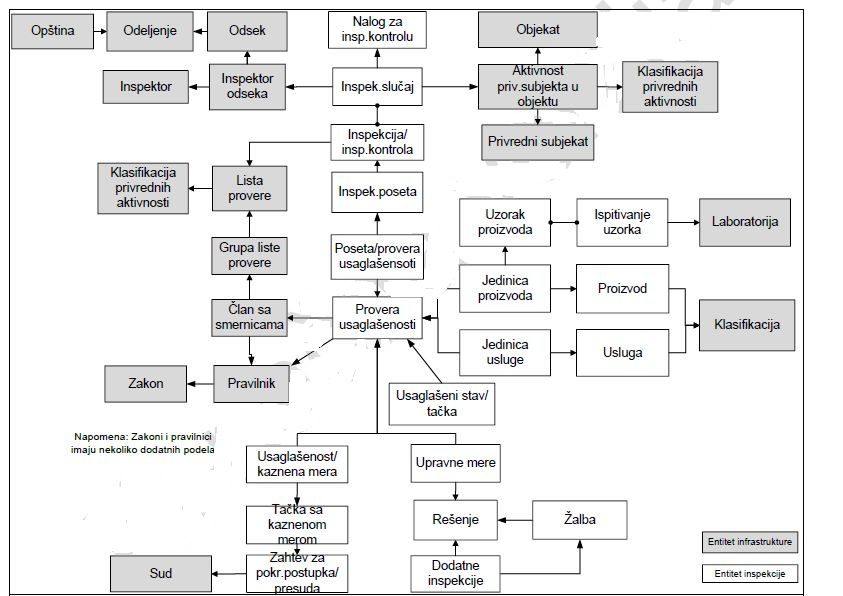 Opština
Odeljenje
Odsek
Nalog za
insp.kontrolu
Objekat
Inspektor
Inspektor
odseka
Inspek.slučaj
Aktivnost
priv.subjekta u
objektu
Klasifikacija
privrednih
aktivnosti
Inspekcija/
insp.kontrola
Privredni subjekat
Klasifikacija
privrednih
aktivnosti
Lista
provere
Inspek.poseta
Uzorak
proizvoda
Ispitivanje
uzorka
Laboratorija
Grupa liste
provere
Poseta/provera
usaglašensoti
Jedinica
proizvoda
Proizvod
Član sa
smernicama
Provera
usaglašenosti
Klasifikacija
Jedinica
usluge
Usluga
Zakon
Pravilnik
Usaglašeni stav/
tačka
Napomena: Zakoni i pravilnici
imaju nekoliko dodatnih podela
Usaglašenost/
kaznena mera
Upravne mere
Tačka sa
kaznenom
merom
Rešenje
Žalba
Entitet infrastrukture
Sud
Zahtev za
pokr.postupka/
presuda
Dodatne
inspekcije
Entitet inspekcije